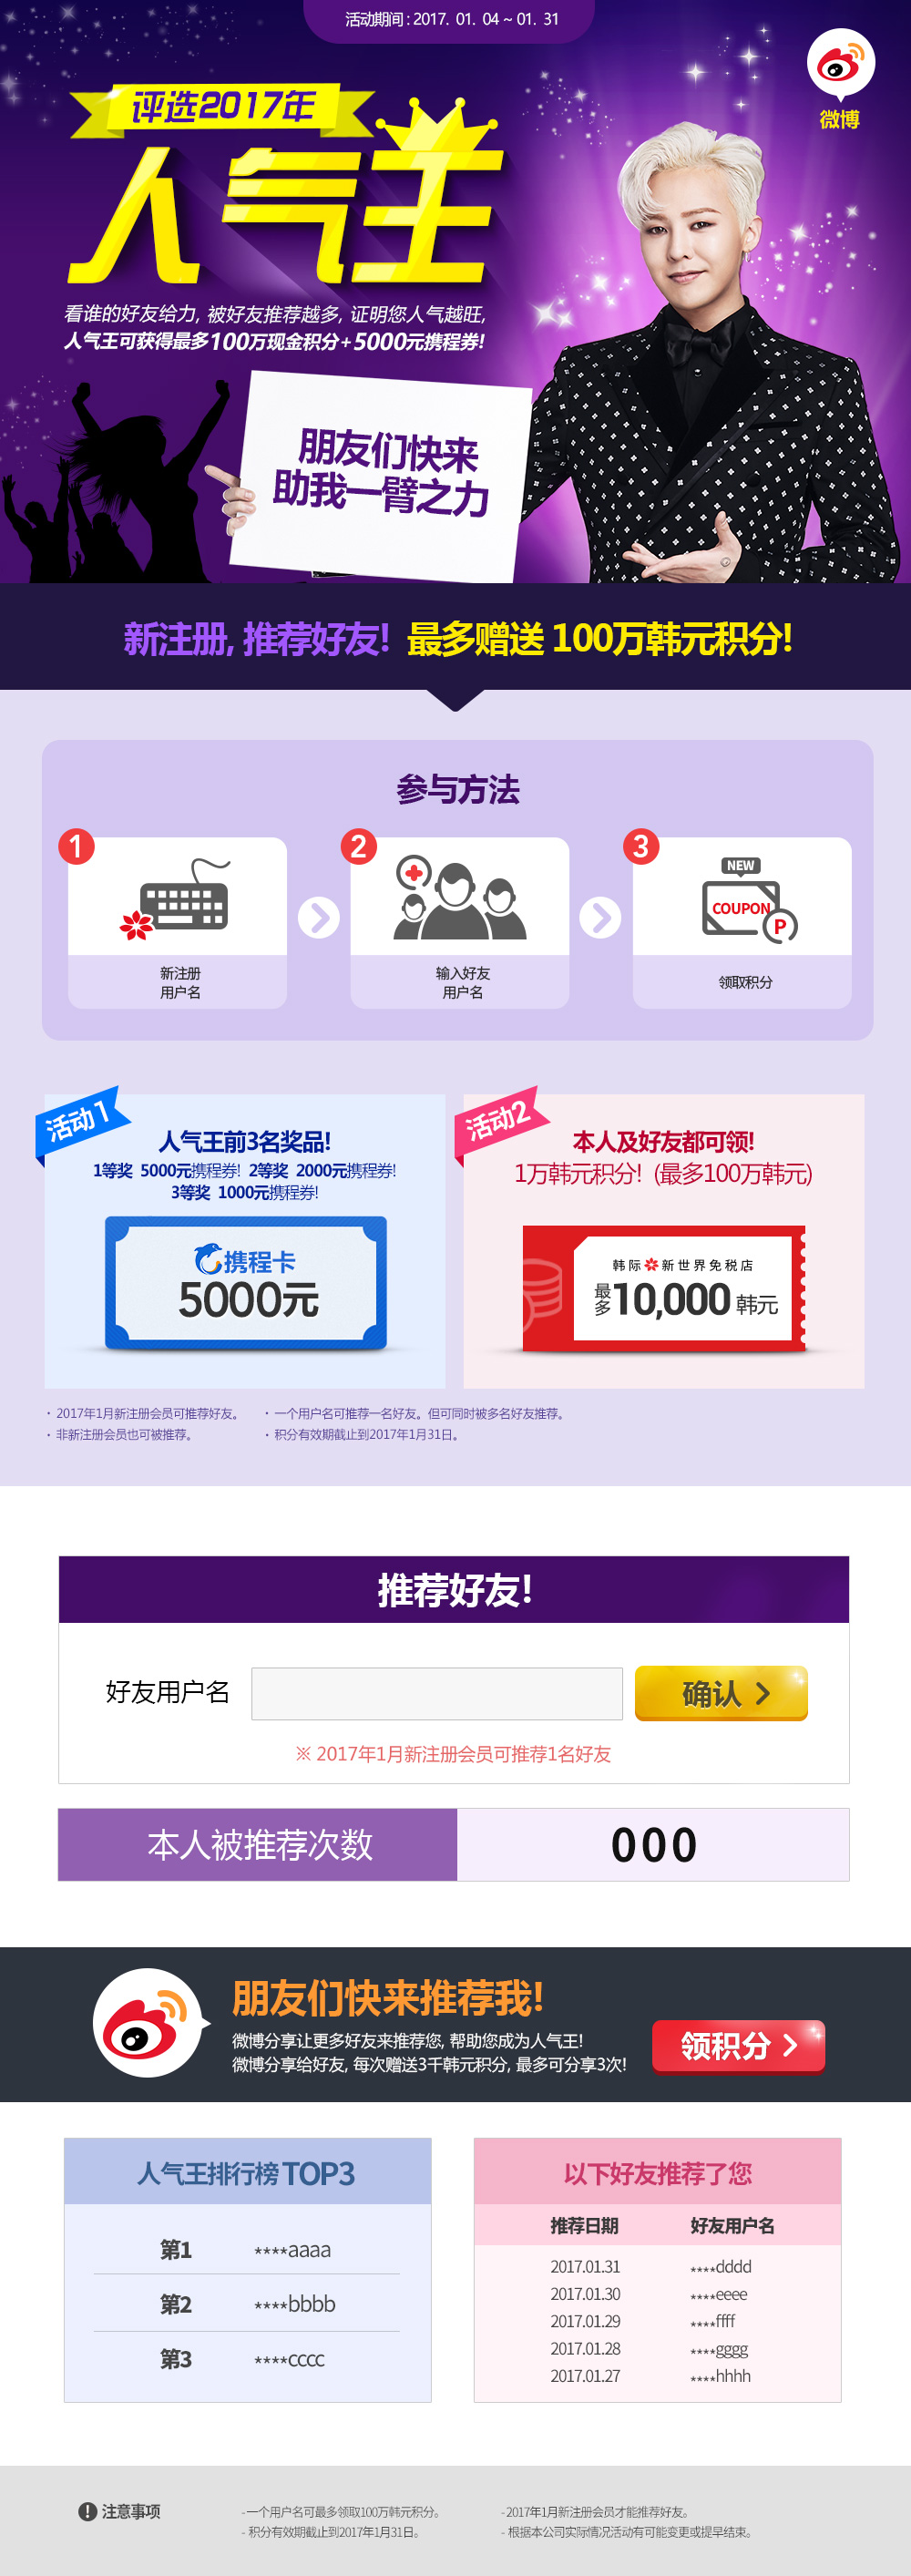 活动期间 : 2017. 01. 04 ~ 01. 31
微博
评选2017年
人气王
看谁的好友给力, 被好友推荐越多, 证明您人气越旺,
人气王可获得最多100万现金积分 + 5000元携程券!
朋友们快来
助我一臂之力
新注册, 推荐好友! 最多赠送 100万韩元积分!
参与方法
1
新注册
用户名
2
输入好友
用户名
3
NEW
COUPON
P
领取积分
活动1
人气王前3名奖品!
1等奖 5000元携程券! 2等奖 2000元携程券!
3等奖 1000元携程券!
携程卡
5000元
活动2
本人及好友都可领!
1万韩元积分! (最多100万韩元)
韩际 新世界免税店
最多 10,000 韩元
· 2017年1月新注册会员可推荐好友。
· 非新注册会员也可被推荐。
· 一个用户名可推荐一名好友。但可同时被多名好友推荐。
· 积分有效期截止到2017年1月31日。
推荐好友!
好友用户名
确认 >
※ 2017年1月新注册会员可推荐1名好友
本人被推荐次数
000
朋友们快来推荐我!
微博分享让更多好友来推荐您, 帮助您成为人气王!
微博分享给好友, 每次赠送3千韩元积分, 最多可分享3次!
领积分 >
人气王排行榜 TOP3
第1 ****aaaa
第2 ****bbbb
第3 ****cccc
以下好友推荐了您
推荐日期 好友用户名
2017.01.31 ****dddd
2017.01.30 ****eeee
2017.01.29 ****ffff
2017.01.28 ****gggg
2017.01.27 ****hhhh
注意事项
- 一个用户名可最多领取100万韩元积分。
- 积分有效期截止到2017年1月31日。
- 2017年1月新注册会员才能推荐好友。
- 根据本公司实际情况活动有可能变更或提早结束。